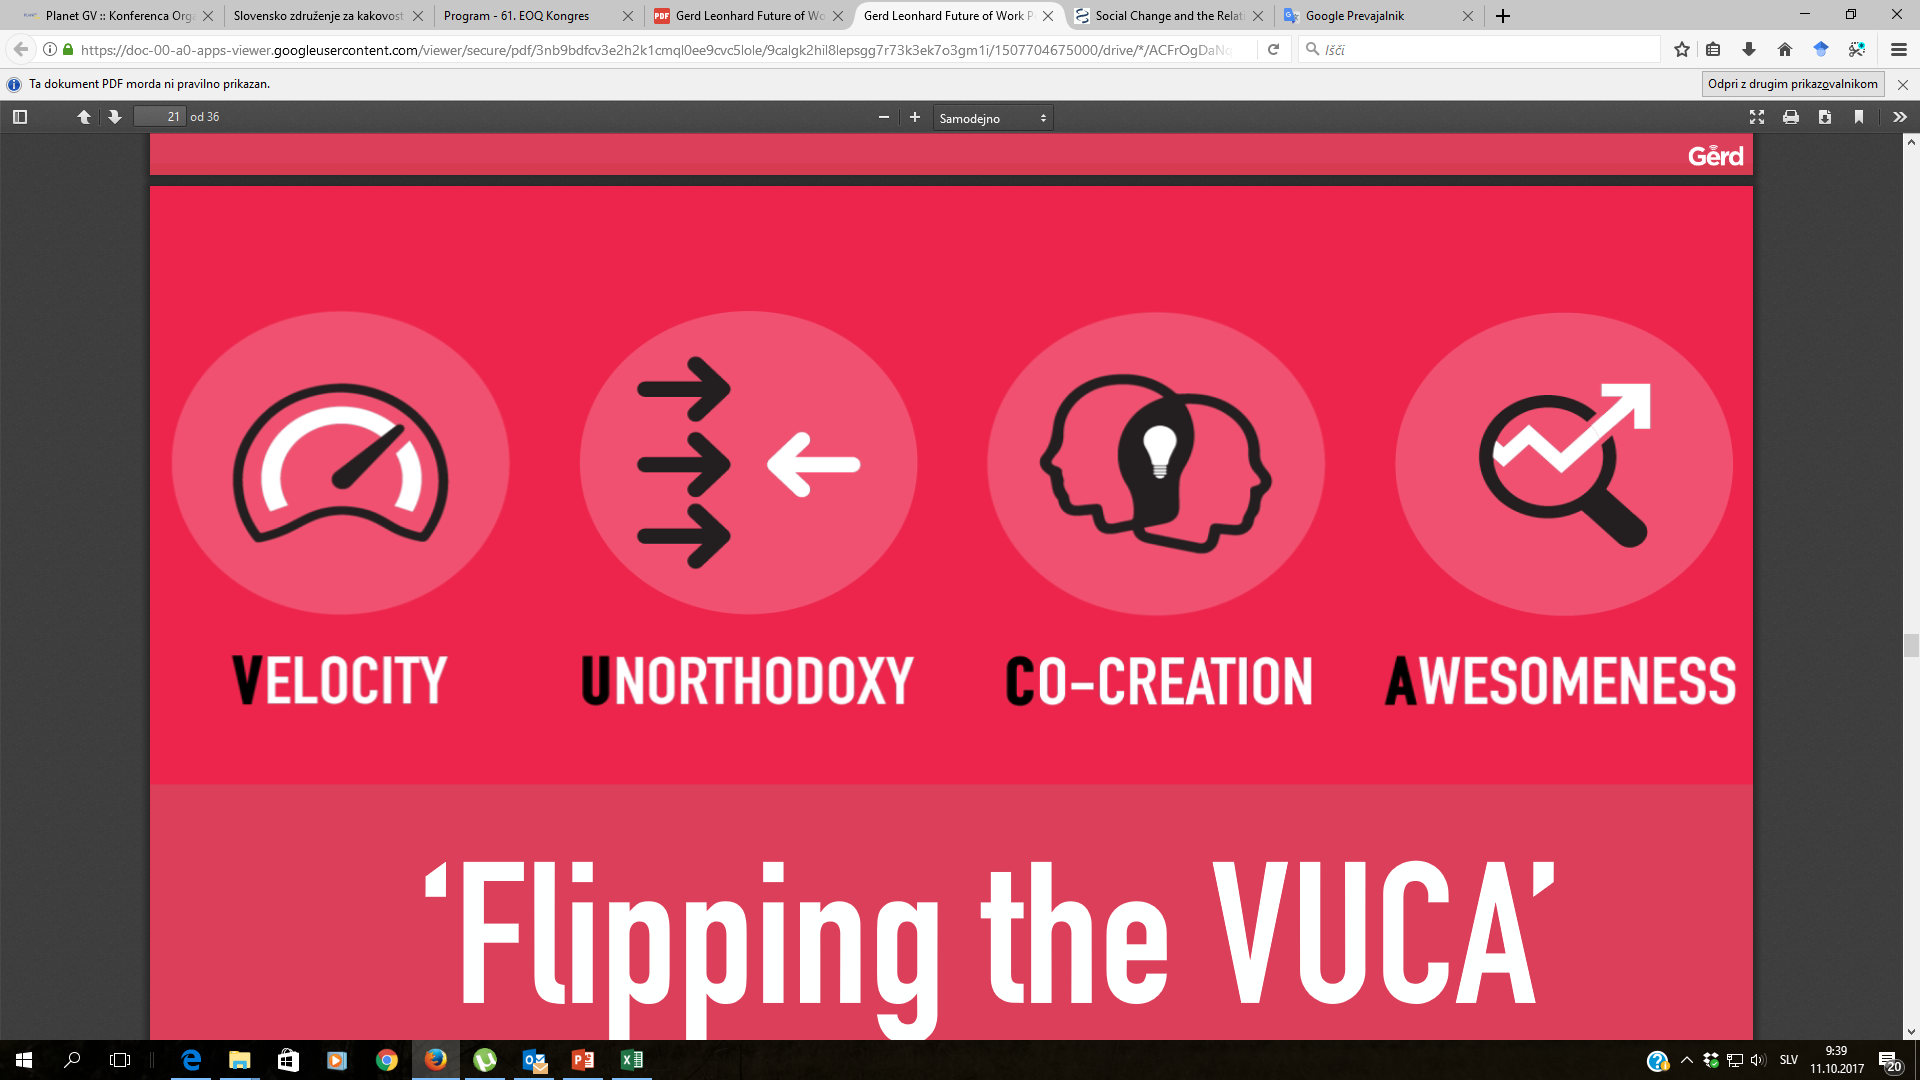 Planet GV :: Konferenca Orga
Slovensko združenje za kakovost
Program - 61. EOQ Kongres
Gerd Leonhard Future of Wo
Gerd Leonhard Future of Work P
Social Change and the Relati
Google Prevajalnik
Išči
Ta dokument PDF morda ni pravilno prikazan.
Odpri z drugim prikazovalnikom
21 od 36
Samodejno
Gerd
VELOCITY UNORTHODOXY CO-CREATION AWESOMENESS
‘Flipping the VUCA’
SLV
9:39
11.10.2017
20